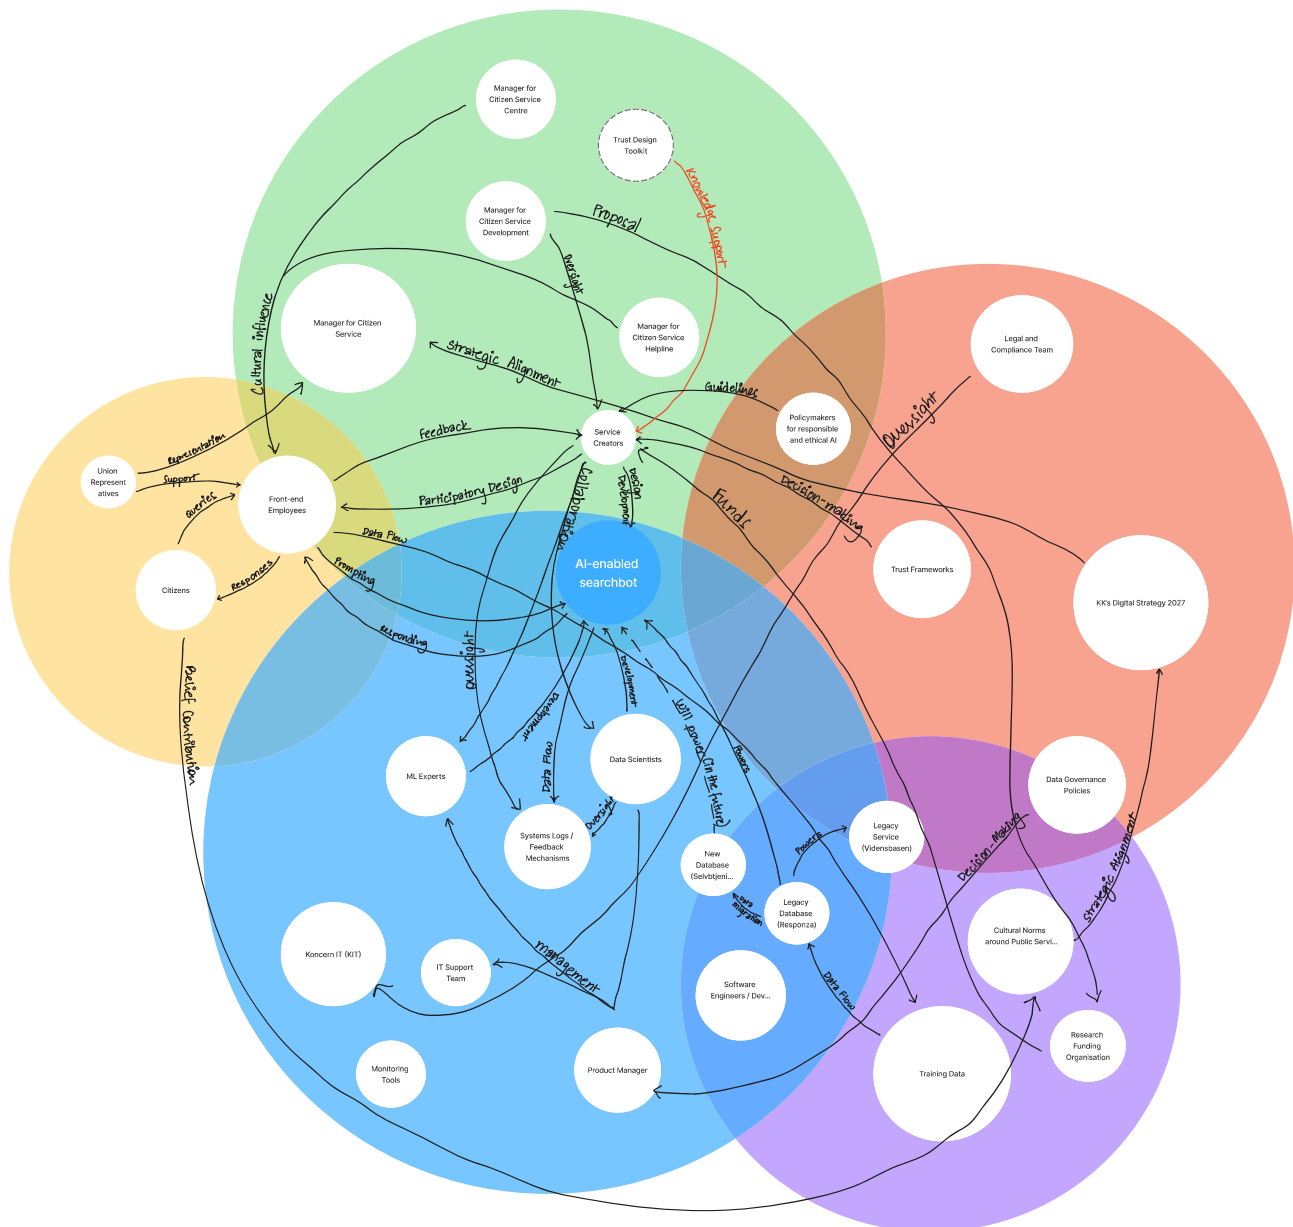 Manager for
Citizen Service
Centre
Trust Design
Toolkit
Knowledge Support
Manager for
Citizen Service
Development
Proposal
Oversight
Cultural influence
Manager for Citizen
Service
Manager for
Citizen Service
Helpline
Legal and
Compliance Team
Strategic Alignment
Guidelines
Policymakers
for responsible
and ethical AI
Oversight
Service
Creators
Feedback
Representation
Union
Represent
atives
Support
Queries
Front-end
Employees
Participatory Design
Collaboration
Design
Development
Funds
Decision-making
Data Flow
Prompting
AI-enabled
searchbot
Trust Frameworks
Responses
Citizens
KK's Digital Strategy 2027
Responding
Oversight
Development
Belief Contribution
Development
Data Flow
Will power (in the future)
Powers
ML Experts
Data Scientists
Data Governance
Policies
Oversight
Systems Logs /
Feedback
Mechanisms
Powers
Legacy
Service
(Vidensbasen)
Decision-Making
Strategic Alignment
New
Database
(Selvbtjeni...
Data
migration
Legacy
Database
(Responza)
Cultural Norms
around Public Servi...
Koncern IT (KIT)
IT Support
Team
Management
Software
Engineers / Dev...
Data Flow
Research
Funding
Organisation
Monitoring
Tools
Product Manager
Training Data